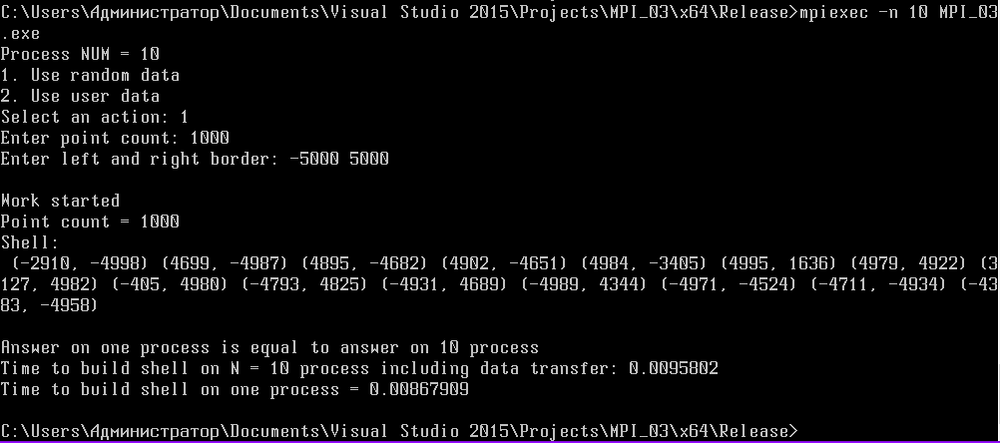 C:\Users\Администратор\Documents\Visual Studio 2015\Projects\MPI_03\x64\Release>mpiexec -n 10 MPI_03
.exe
Process NUM = 10
1. Use random data
2. Use user data
Select an action: 1
Enter point count: 1000
Enter left and right border: -5000 5000
Work started
Point count = 1000
Shell:
(-2910, -4998) (4699, -4987) (4895, -4682) (4902, -4651) (4984, -3405) (4995, 1636) (4979, 4922) (3
127, 4982) (-405, 4980) (-4793, 4825) (-4931, 4689) (-4989, 4344) (-4971, -4524) (-4711, -4934) (-43
83, -4958)
Answer on one process is equal to answer on 10 process
Time to build shell on N = 10 process including data transfer: 0.0095802
Time to build shell on one process = 0.00867909
C:\Users\Администратор\Documents\Visual Studio 2015\Projects\MPI_03\x64\Release>